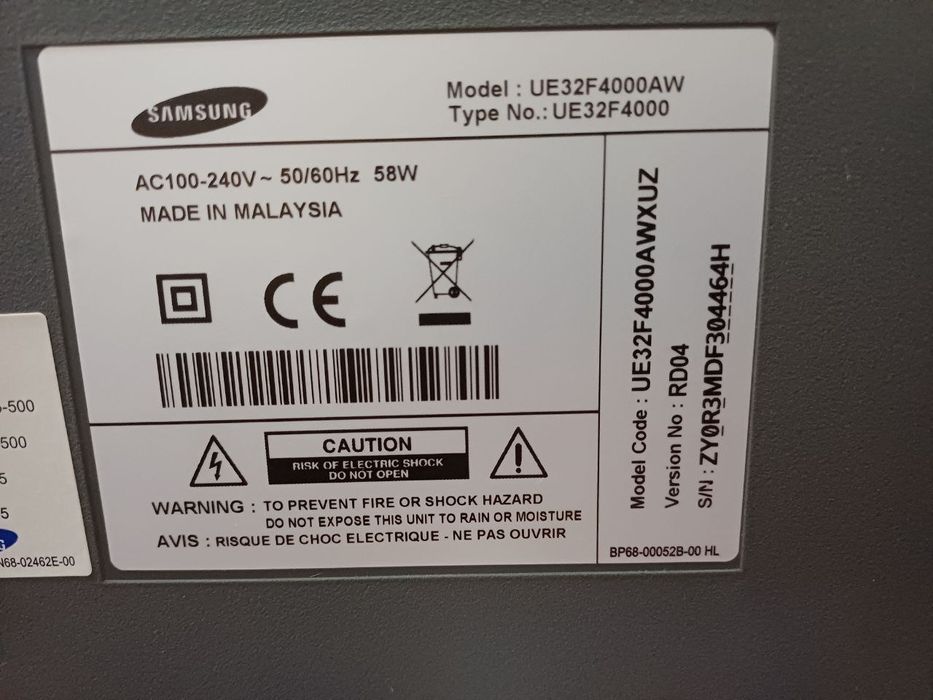 SAMSUNG
Model : UE32F4000AW
Type No.: UE32F4000
AC100-240V ~ 50/60Hz 58W
MADE IN MALAYSIA
CE
CAUTION
RISK OF ELECTRIC SHOCK
DO NOT OPEN
WARNING : TO PREVENT FIRE OR SHOCK HAZARD
DO NOT EXPOSE THIS UNIT TO RAIN OR MOISTURE
AVIS : RISQUE DE CHOC ELECTRIQUE - NE PAS OUVRIR
Model Code : UE32F4000AWXUZ
Version No : RD04
S/N : ZY0R3MDF304464H
BP68-00052B-00 HL
-500
500
5
5
N68-02462E-00